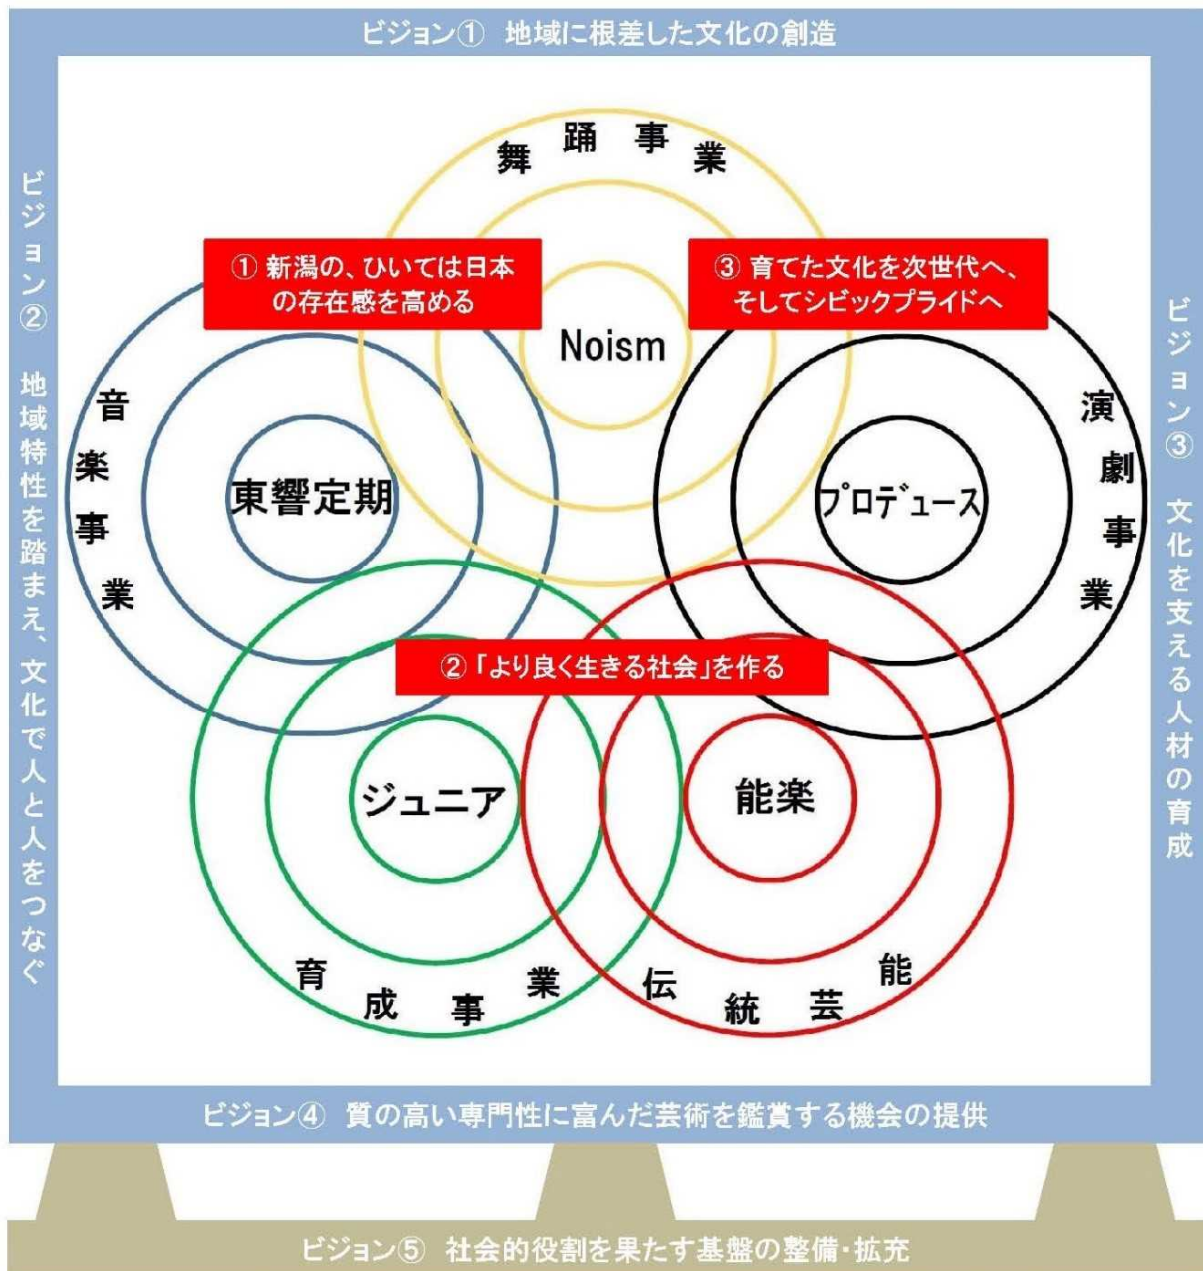 ビジョン① 地域に根差した文化の創造
ビジョン② 地域特性を踏まえ、文化で人と人をつなぐ
ビジョン③ 文化を支える人材の育成
舞踊事業
① 新潟の、ひいては日本
の存在感を高める
③ 育てた文化を次世代へ、
そしてシビックプライドへ
Noism
音楽事業
東響定期
プロデュース
演劇事業
② 「より良く生きる社会」を作る
ジュニア
能楽
育成事業
伝統芸能
ビジョン④ 質の高い専門性に富んだ芸術を鑑賞する機会の提供
ビジョン⑤ 社会的役割を果たす基盤の整備・拡充